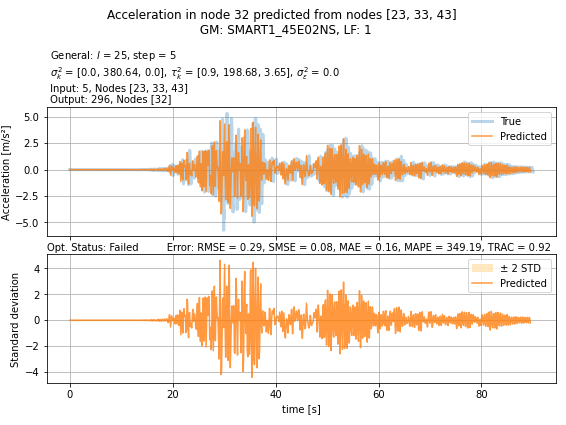 Acceleration in node 32 predicted from nodes [23, 33, 43]
GM: SMART1_45E02NS, LF: 1
General: l = 25, step = 5
σ²ₖ = [0.0, 380.64, 0.0], τ²ₖ = [0.9, 198.68, 3.65], σ²ε = 0.0
Input: 5, Nodes [23, 33, 43]
Output: 296, Nodes [32]
Acceleration [m/s²]
5.0
2.5
0.0
−2.5
−5.0
True
Predicted
Opt. Status: Failed Error: RMSE = 0.29, SMSE = 0.08, MAE = 0.16, MAPE = 349.19, TRAC = 0.92
Standard deviation
4
2
0
−2
−4
± 2 STD
Predicted
0 20 40 60 80
time [s]